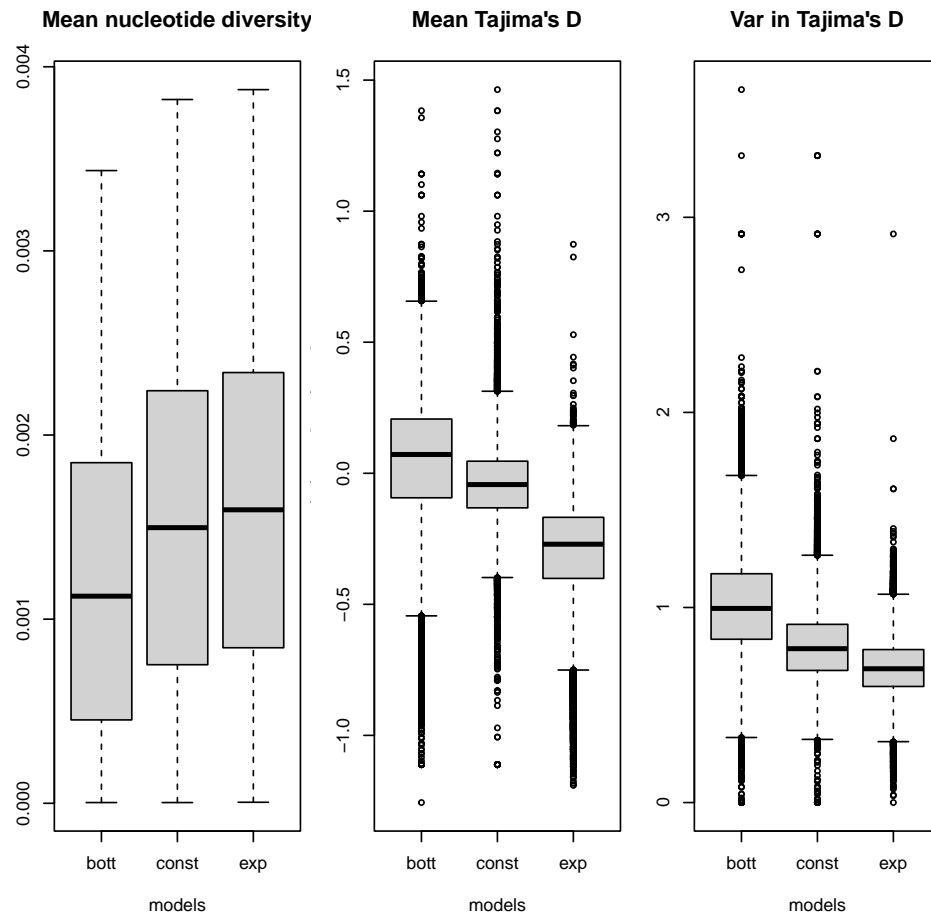 Mean nucleotide diversity
0.004
0.003
0.002
0.001
0.000
bott const exp
models
Mean Tajima's D
1.5
1.0
0.5
0.0
−0.5
−1.0
bott const exp
models
Var in Tajima's D
3
2
1
0
bott const exp
models